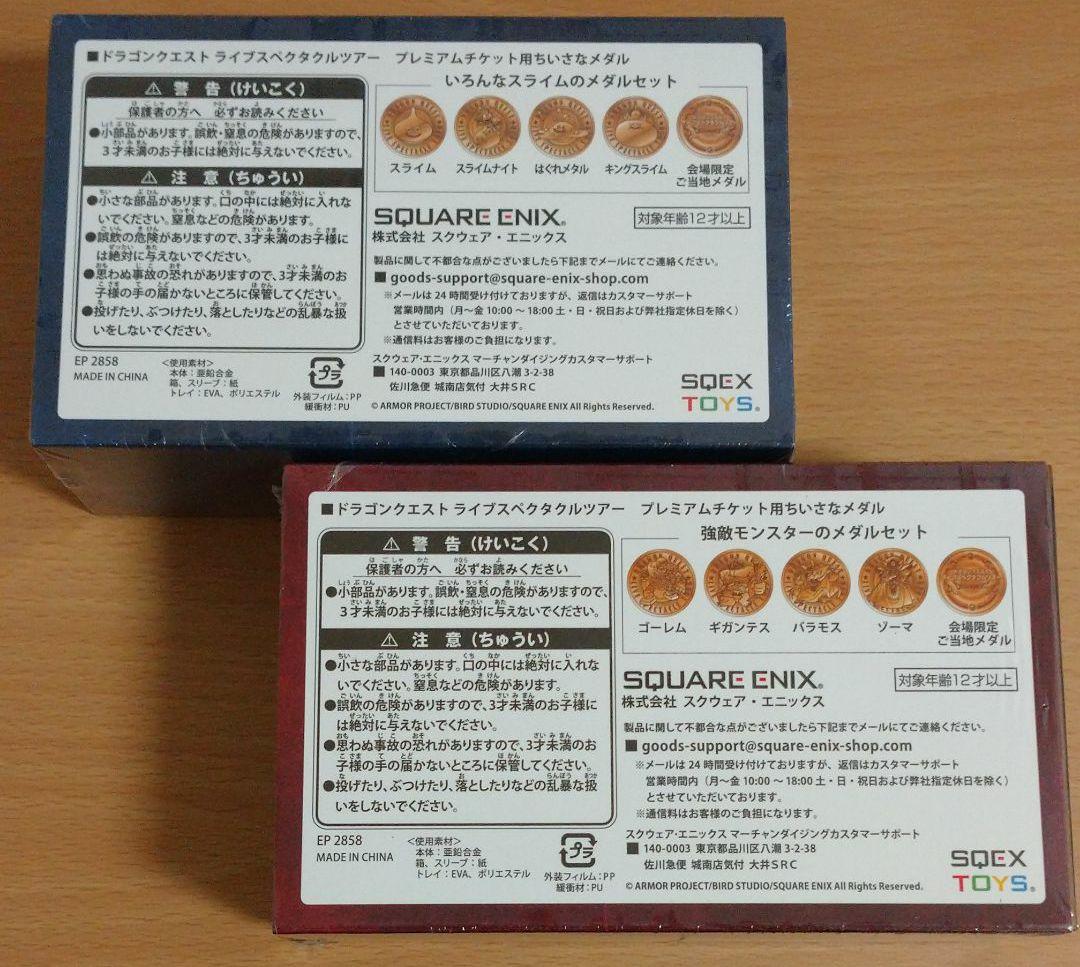 ■ドラゴンクエスト ライブスペクタクルツアー　プレミアムチケット用ちいさなメダル
⚠ 警 告（けいこく）
保護者の方へ　必ずお読みください
●小部品があります。誤飲・窒息の危険がありますので、
3才未満のお子様には絶対に与えないでください。
⚠ 注 意（ちゅうい）
●小さな部品があります。口の中には絶対に入れな
いでください。窒息などの危険があります。
●誤飲の危険がありますので、3才未満のお子様に
は絶対に与えないでください。
●思わぬ事故の恐れがありますので、3才未満のお
子様の手の届かないところに保管してください。
●投げたり、ぶつけたり、落としたりなどの乱暴な扱
いをしないでください。
EP 2858
MADE IN CHINA
＜使用素材＞
本体：亜鉛合金
箱、スリーブ：紙
トレイ：EVA、ポリエステル
プラ
外装フィルム：PP
緩衝材：PU
いろんなスライムのメダルセット
スライム
スライムナイト
はぐれメタル
キングスライム
会場限定
ご当地メダル
SQUARE ENIX®
対象年齢12才以上
株式会社 スクウェア・エニックス
製品に関して不都合な点がございましたら下記までメールにてご連絡ください。
■ goods-support@square-enix-shop.com
※メールは24時間受け付けておりますが、返信はカスタマーサポート
営業時間内（月～金 10:00 ～ 18:00 土・日・祝日および弊社指定休日を除く）
とさせていただいております。
※通信料はお客様のご負担になります。
スクウェア・エニックス マーチャンダイジングカスタマーサポート
■ 140-0003 東京都品川区八潮 3-2-38
佐川急便 城南店気付 大井SRC
© ARMOR PROJECT/BIRD STUDIO/SQUARE ENIX All Rights Reserved.
SQEX
TOYS®
■ドラゴンクエスト ライブスペクタクルツアー　プレミアムチケット用ちいさなメダル
⚠ 警 告（けいこく）
保護者の方へ　必ずお読みください
●小部品があります。誤飲・窒息の危険がありますので、
3才未満のお子様には絶対に与えないでください。
⚠ 注 意（ちゅうい）
●小さな部品があります。口の中には絶対に入れな
いでください。窒息などの危険があります。
●誤飲の危険がありますので、3才未満のお子様に
は絶対に与えないでください。
●思わぬ事故の恐れがありますので、3才未満のお
子様の手の届かないところに保管してください。
●投げたり、ぶつけたり、落としたりなどの乱暴な扱
いをしないでください。
EP 2858
MADE IN CHINA
＜使用素材＞
本体：亜鉛合金
箱、スリーブ：紙
トレイ：EVA、ポリエステル
プラ
外装フィルム：PP
緩衝材：PU
強敵モンスターのメダルセット
ゴーレム
ギガンテス
バラモス
ゾーマ
会場限定
ご当地メダル
SQUARE ENIX®
対象年齢12才以上
株式会社 スクウェア・エニックス
製品に関して不都合な点がございましたら下記までメールにてご連絡ください。
■ goods-support@square-enix-shop.com
※メールは24時間受け付けておりますが、返信はカスタマーサポート
営業時間内（月～金 10:00 ～ 18:00 土・日・祝日および弊社指定休日を除く）
とさせていただいております。
※通信料はお客様のご負担になります。
スクウェア・エニックス マーチャンダイジングカスタマーサポート
■ 140-0003 東京都品川区八潮 3-2-38
佐川急便 城南店気付 大井SRC
© ARMOR PROJECT/BIRD STUDIO/SQUARE ENIX All Rights Reserved.
SQEX
TOYS®